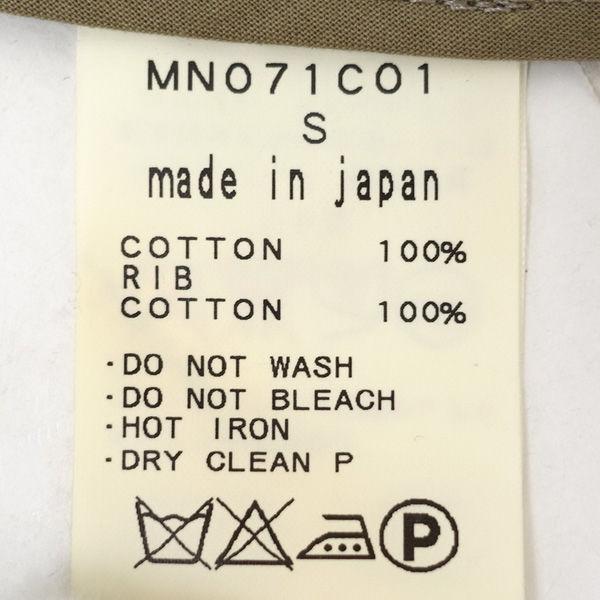 MN071C01
S
made in japan
COTTON 100%
RIB
COTTON 100%
·DO NOT WASH
·DO NOT BLEACH
·HOT IRON
·DRY CLEAN P
P